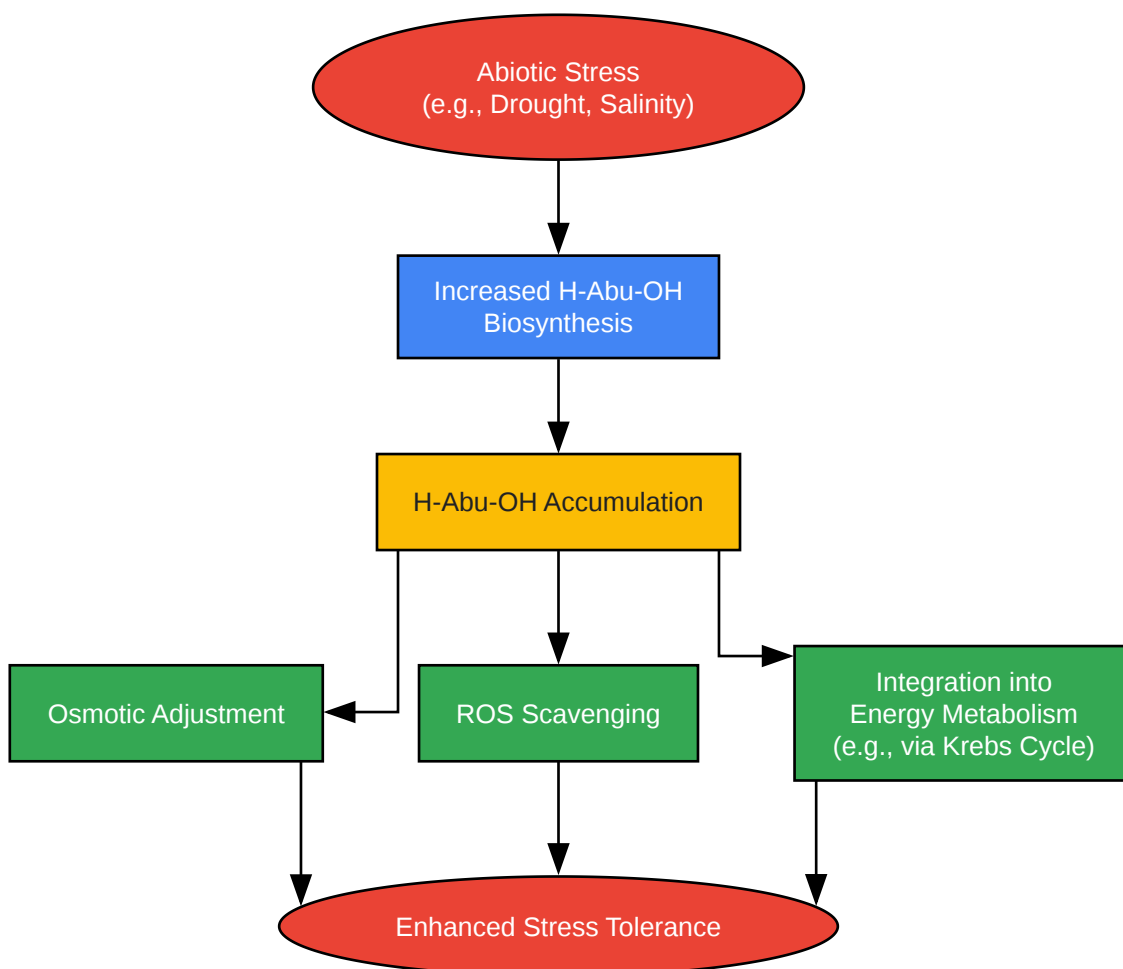 Abiotic Stress
(e.g., Drought, Salinity)
Increased H-Abu-OH
Biosynthesis
H-Abu-OH Accumulation
Osmotic Adjustment
ROS Scavenging
Integration into
Energy Metabolism
(e.g., via Krebs Cycle)
Enhanced Stress Tolerance